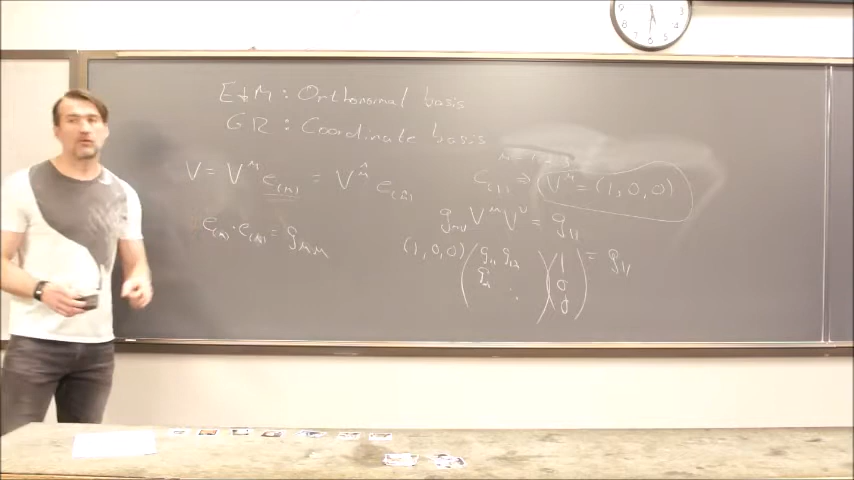 E+M : Orthonormal basis
GR : Coordinate basis
V = V^μ e_(μ) = V^μ̂ e_(μ̂)
e_(μ) · e_(μ) = g_μμ
e_(1) ⇒ V^μ = (1, 0, 0)
g_μν V^μ V^ν = g_11
(1, 0, 0) ( g_11 g_12 g_21 ⋱ ) ( 1 0 0 ) = g_11